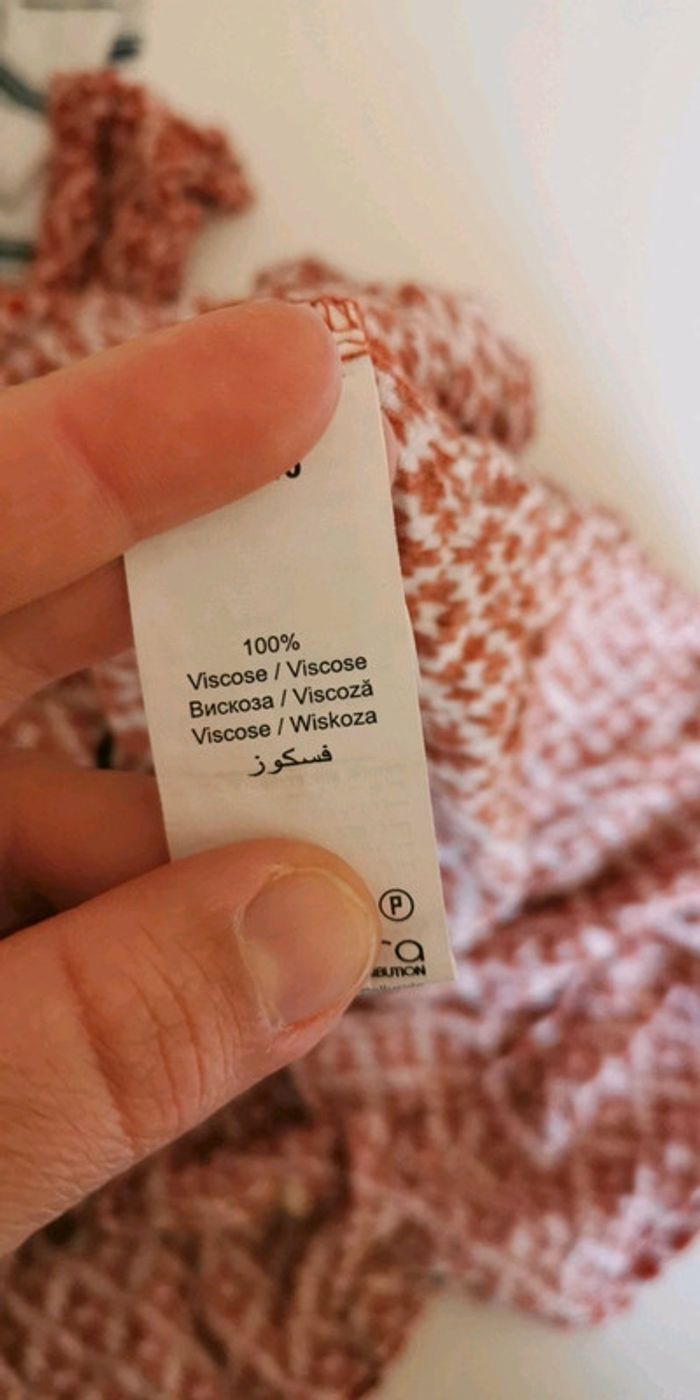 100%
Viscose / Viscose
Вискоза / Viscoză
Viscose / Wiskoza
فسكوز
P